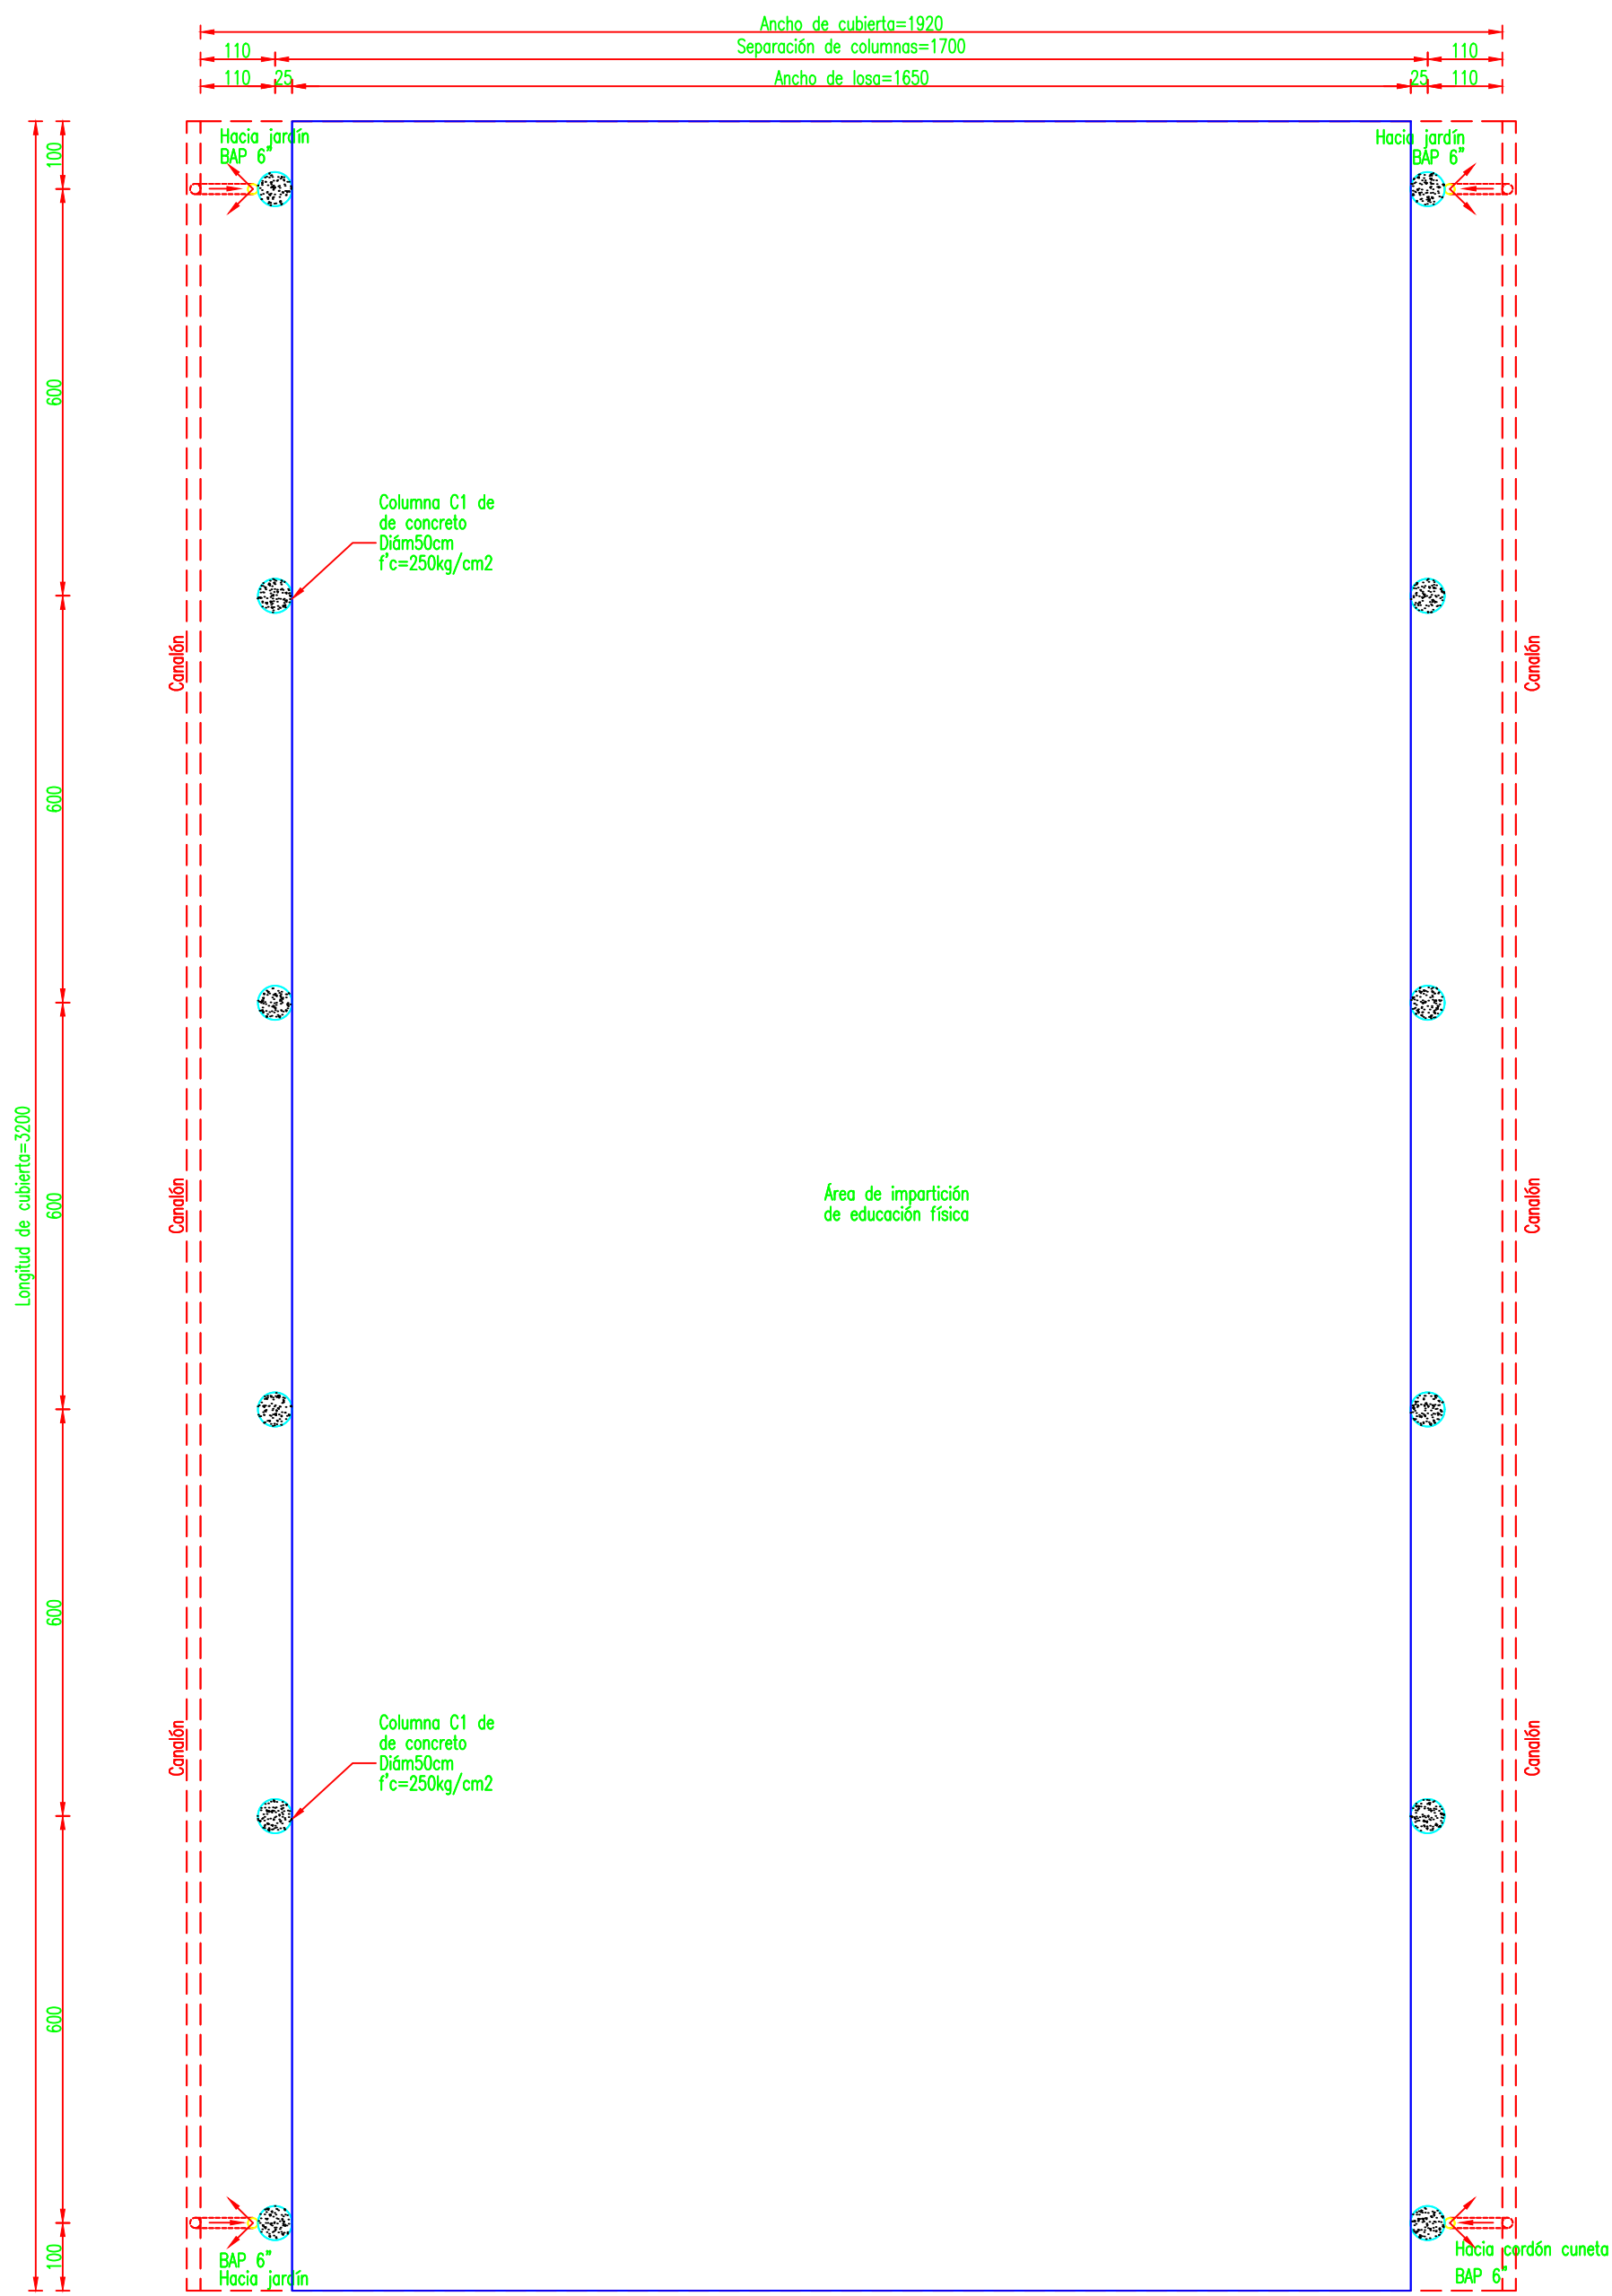 Ancho de cubierta=1920
110
Separación de columnas=1700
110
110
25
Ancho de losa=1650
25
110
Hacia jardín
BAP 6”
Hacia jardín
BAP 6”
100
600
Columna C1 de
de concreto
Diám50cm
f'c=250kg/cm2
Canalón
Canalón
600
Longitud de cubierta=3200
600
Canalón
Área de impartición
de educación física
Canalón
600
Columna C1 de
de concreto
Diám50cm
f'c=250kg/cm2
Canalón
Canalón
600
100
BAP 6”
Hacia jardín
Hacia cordón cuneta
BAP 6”